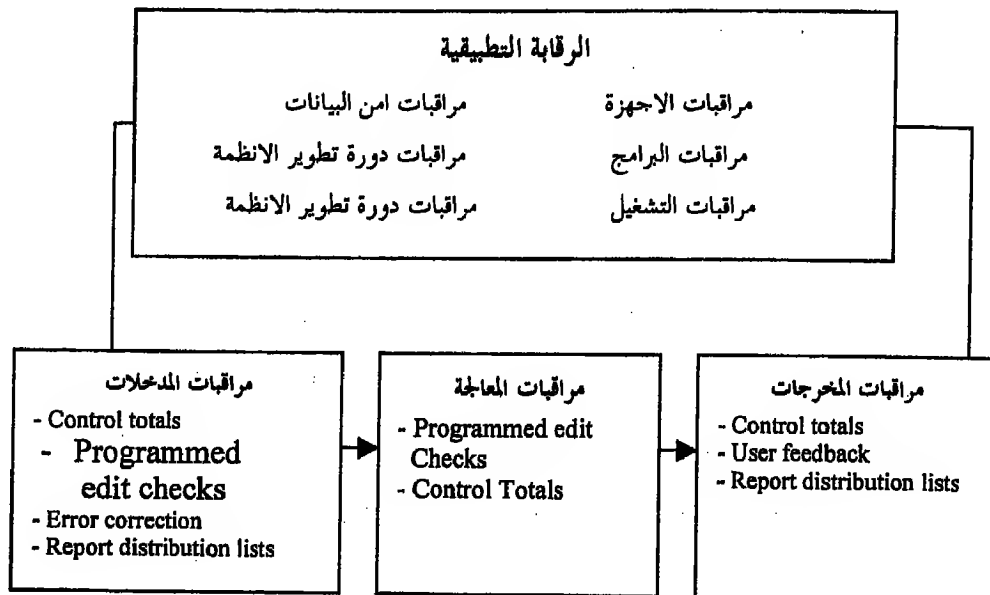 الرقابة التطبيقية
مراقبات الاجهزة مراقبات امن البيانات
مراقبات البرامج مراقبات دورة تطوير الانظمة
مراقبات التشغيل مراقبات دورة تطوير الانظمة
مراقبات المدخلات
- Control totals
- Programmed
edit checks
- Error correction
- Report distribution lists
مراقبات المعالجة
- Programmed edit
Checks
- Control Totals
مراقبات المخرجات
- Control totals
- User feedback
- Report distribution lists